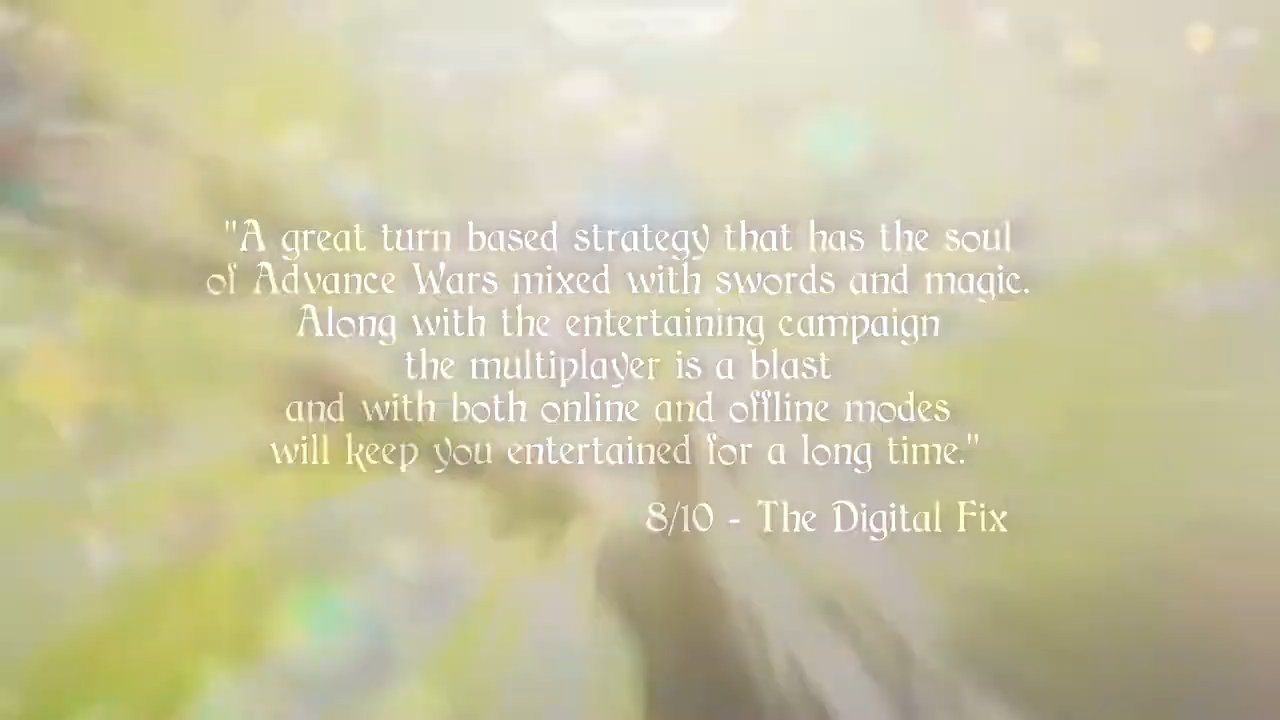 "A great turn based strategy that has the soul
of Advance Wars mixed with swords and magic.
Along with the entertaining campaign
the multiplayer is a blast
and with both online and offline modes
will keep you entertained for a long time."
8/10 - The Digital Fix